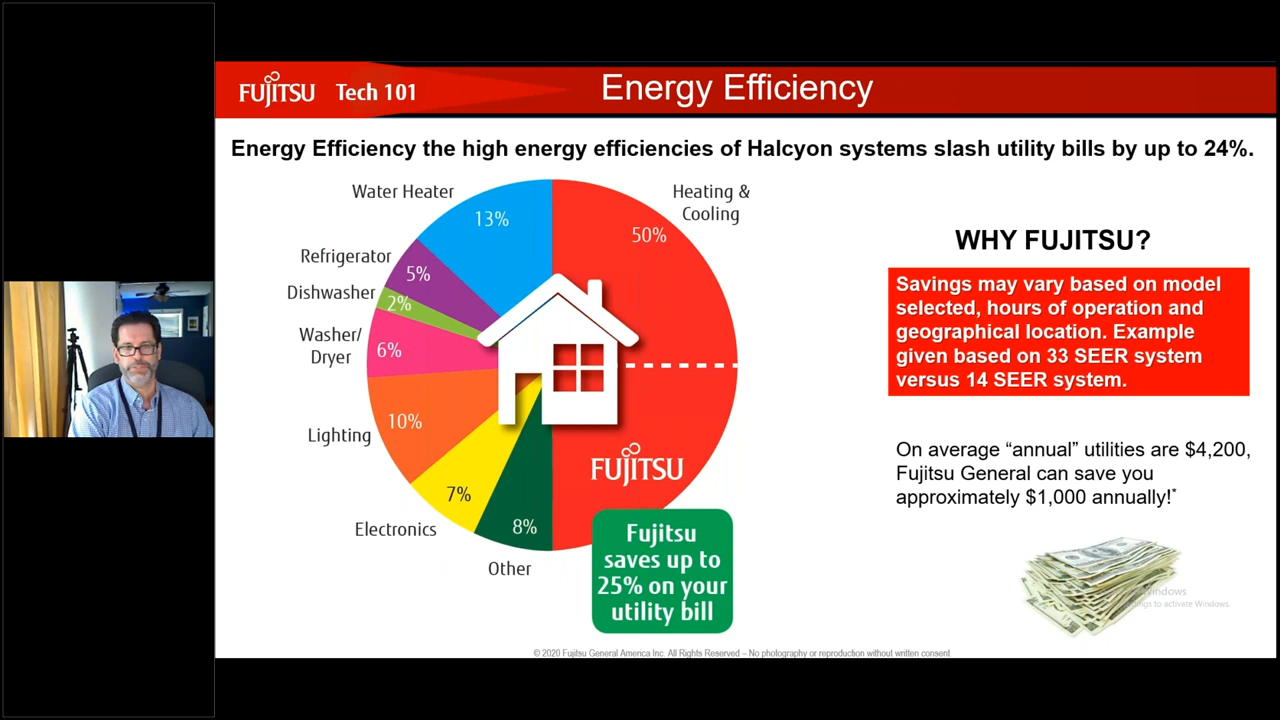 FUJITSU Tech 101
Energy Efficiency
Energy Efficiency the high energy efficiencies of Halcyon systems slash utility bills by up to 24%.
Water Heater
13%
Heating &
Cooling
50%
Refrigerator
5%
Dishwasher
2%
Washer/
Dryer
6%
Lighting
10%
Electronics
7%
Other
8%
FUJITSU
Fujitsu
saves up to
25% on your
utility bill
WHY FUJITSU?
Savings may vary based on model
selected, hours of operation and
geographical location. Example
given based on 33 SEER system
versus 14 SEER system.
On average “annual” utilities are $4,200,
Fujitsu General can save you
approximately $1,000 annually!*
Windows
to activate Windows.
© 2020 Fujitsu General America Inc. All Rights Reserved – No photography or reproduction without written consent